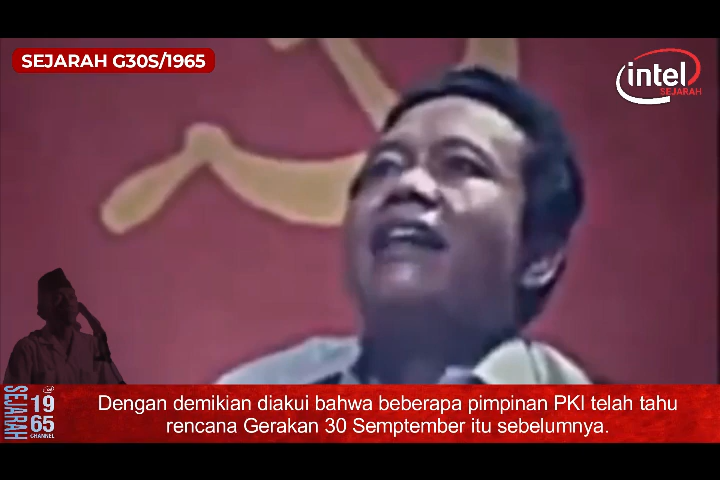 SEJARAH G30S/1965
intel
SEJARAH
Dengan demikian diakui bahwa beberapa pimpinan PKI telah tahu
rencana Gerakan 30 Semptember itu sebelumnya.
SEJARAH
19
65
CHANNEL